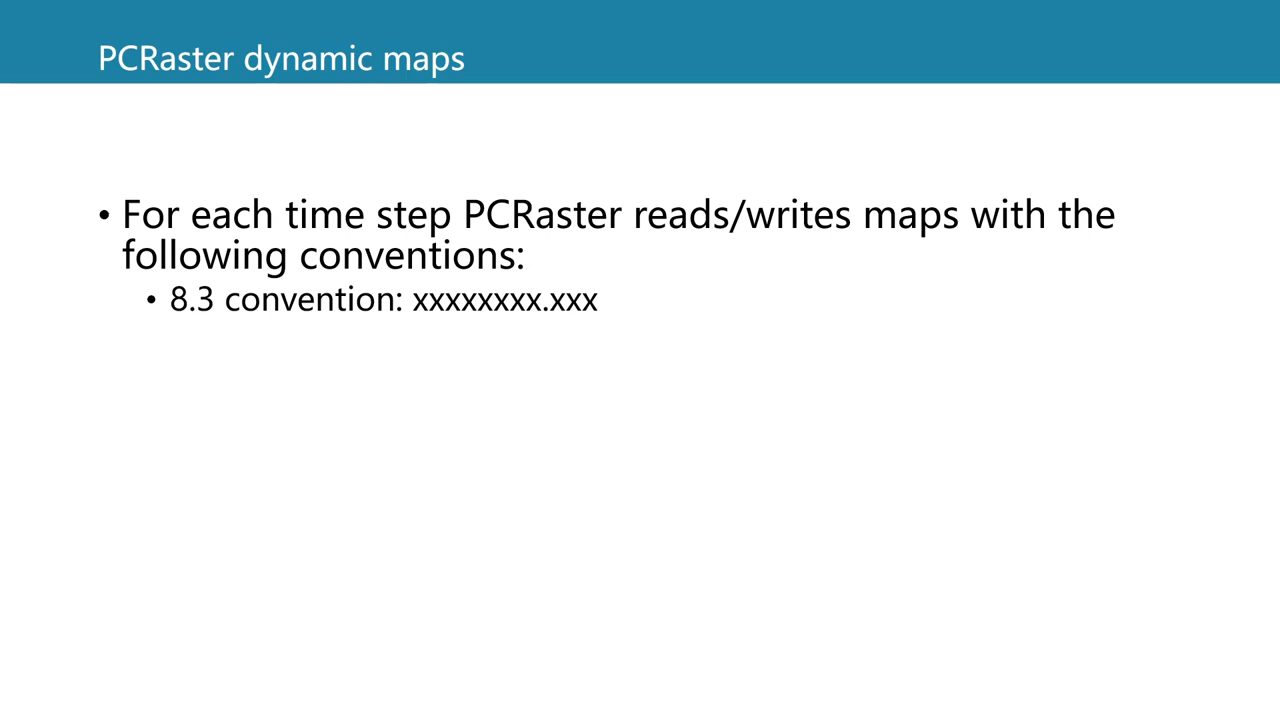 PCRaster dynamic maps
• For each time step PCRaster reads/writes maps with the
following conventions:
• 8.3 convention: xxxxxxxx.xxx